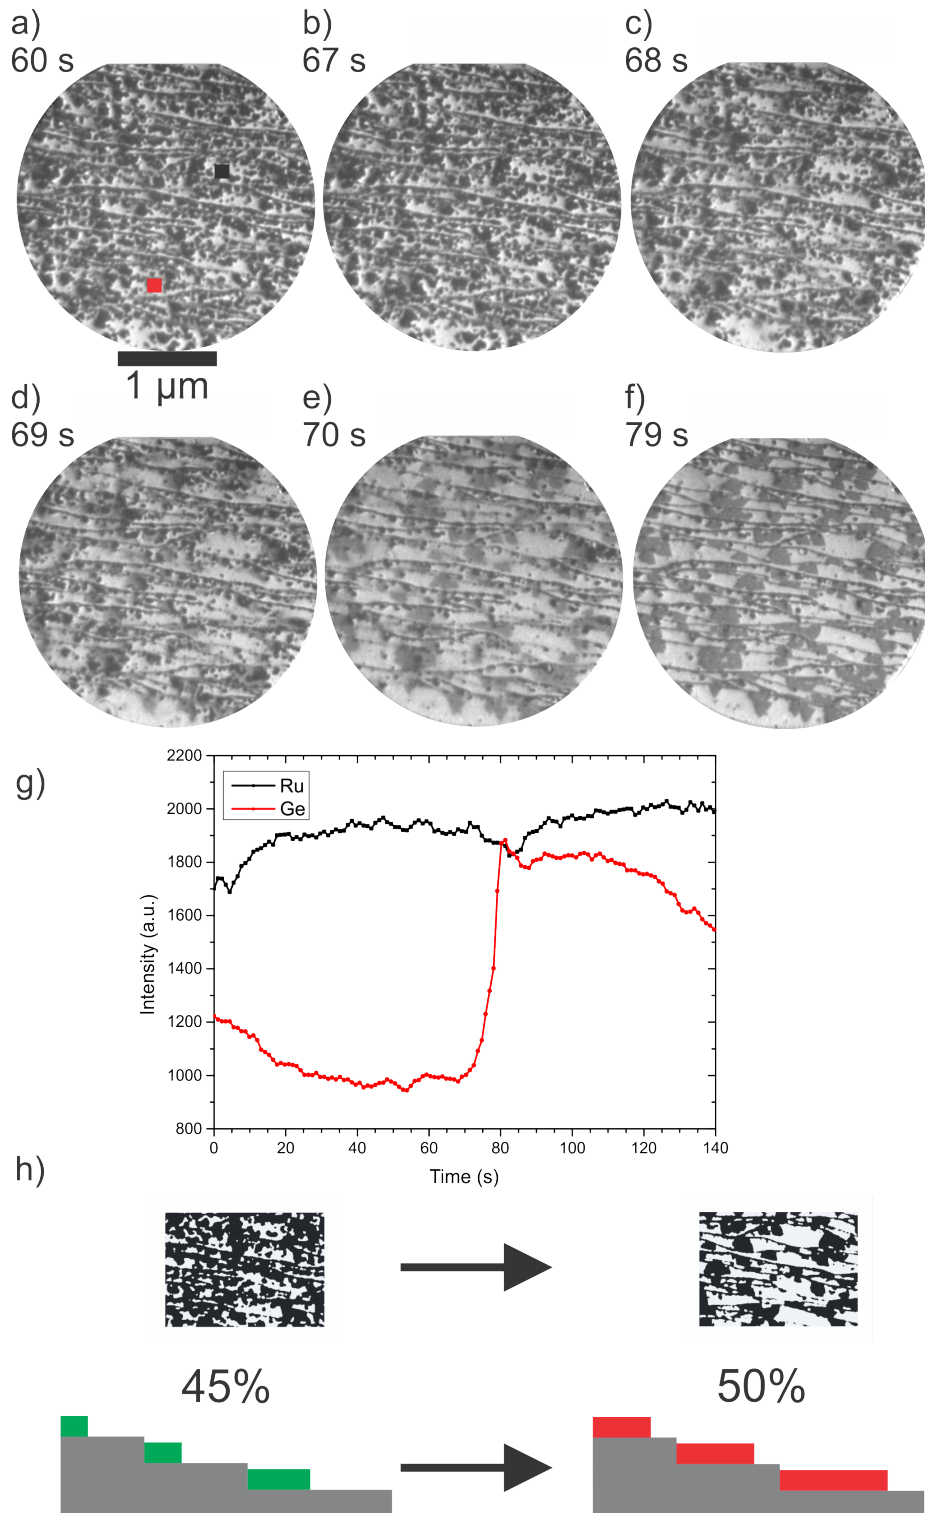 a) b) c)
60 s 67 s 68 s
1 µm
d) e) f)
69 s 70 s 79 s
g)
2200
2000
1800
1600
1400
1200
1000
800
Intensity (a.u.)
Ru
Ge
0 20 40 60 80 100 120 140
Time (s)
h)
45% 50%